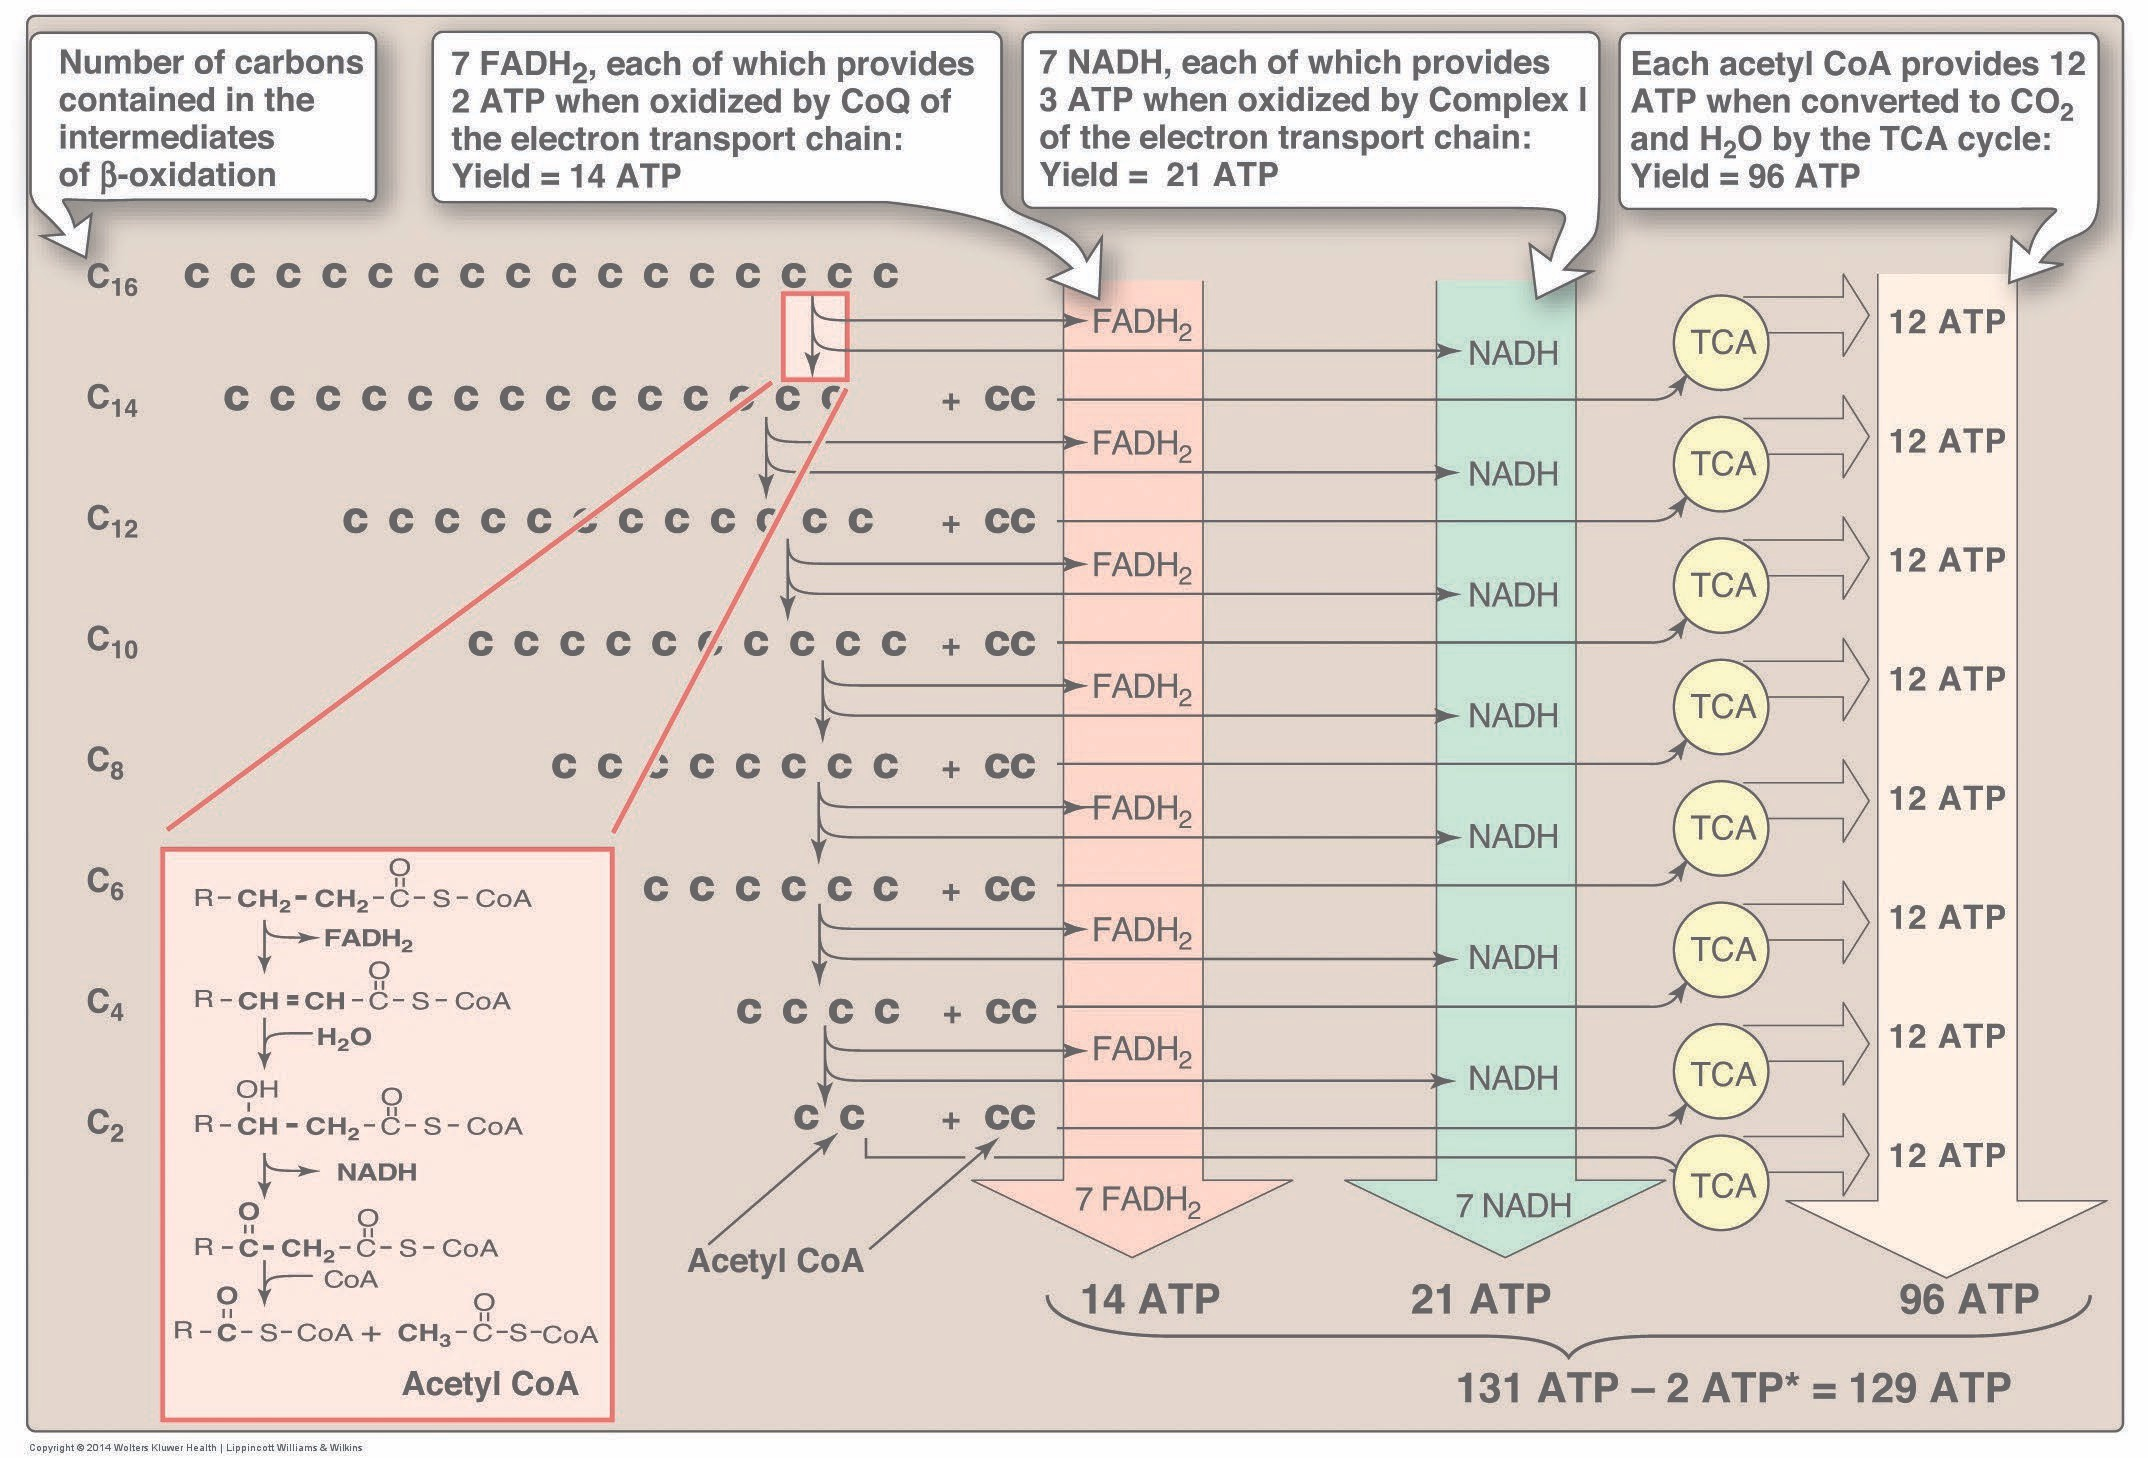 Number of carbons
contained in the
intermediates
of β-oxidation
7 FADH₂, each of which provides
2 ATP when oxidized by CoQ of
the electron transport chain:
Yield = 14 ATP
7 NADH, each of which provides
3 ATP when oxidized by Complex I
of the electron transport chain:
Yield = 21 ATP
Each acetyl CoA provides 12
ATP when converted to CO₂
and H₂O by the TCA cycle:
Yield = 96 ATP
C₁₆ C C C C C C C C C C C C C C C C
FADH₂ TCA 12 ATP
NADH
C₁₄ C C C C C C C C C C C C C C + CC
FADH₂ TCA 12 ATP
NADH
C₁₂ C C C C C C C C C C C C + CC
FADH₂ TCA 12 ATP
NADH
C₁₀ C C C C C C C C C C + CC
FADH₂ TCA 12 ATP
NADH
C₈ C C C C C C C C + CC
FADH₂ TCA 12 ATP
NADH
C₆ C C C C C C + CC
FADH₂ TCA 12 ATP
NADH
C₄ C C C C + CC
FADH₂ TCA 12 ATP
NADH
C₂ C C + CC
TCA 12 ATP
Acetyl CoA
7 FADH₂ 7 NADH
14 ATP 21 ATP 96 ATP
131 ATP – 2 ATP* = 129 ATP
O
R–CH₂–CH₂–C–S–CoA
FADH₂
O
R–CH=CH–C–S–CoA
H₂O
OH O
R–CH–CH₂–C–S–CoA
NADH
O O
R–C–CH₂–C–S–CoA
CoA
O O
R–C–S–CoA + CH₃–C–S–CoA
Acetyl CoA
Copyright © 2014 Wolters Kluwer Health | Lippincott Williams & Wilkins